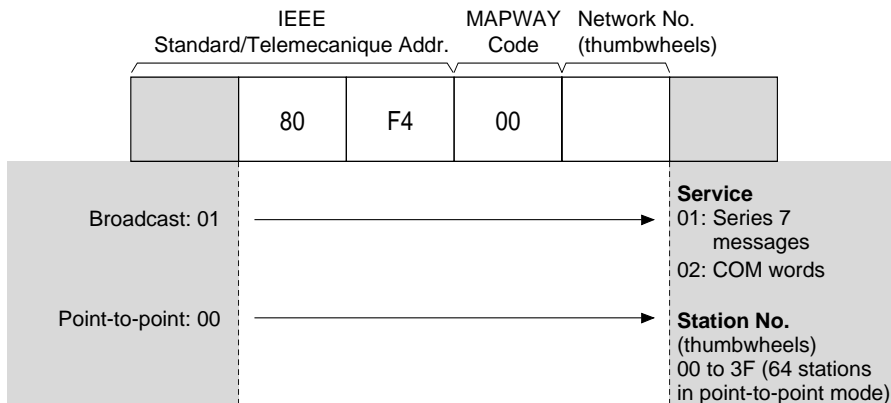 IEEE
Standard/Telemecanique Addr.
MAPWAY
Code
Network No.
(thumbwheels)
80 F4 00
Broadcast: 01
Service
01: Series 7
messages
02: COM words
Point-to-point: 00
Station No.
(thumbwheels)
00 to 3F (64 stations
in point-to-point mode)